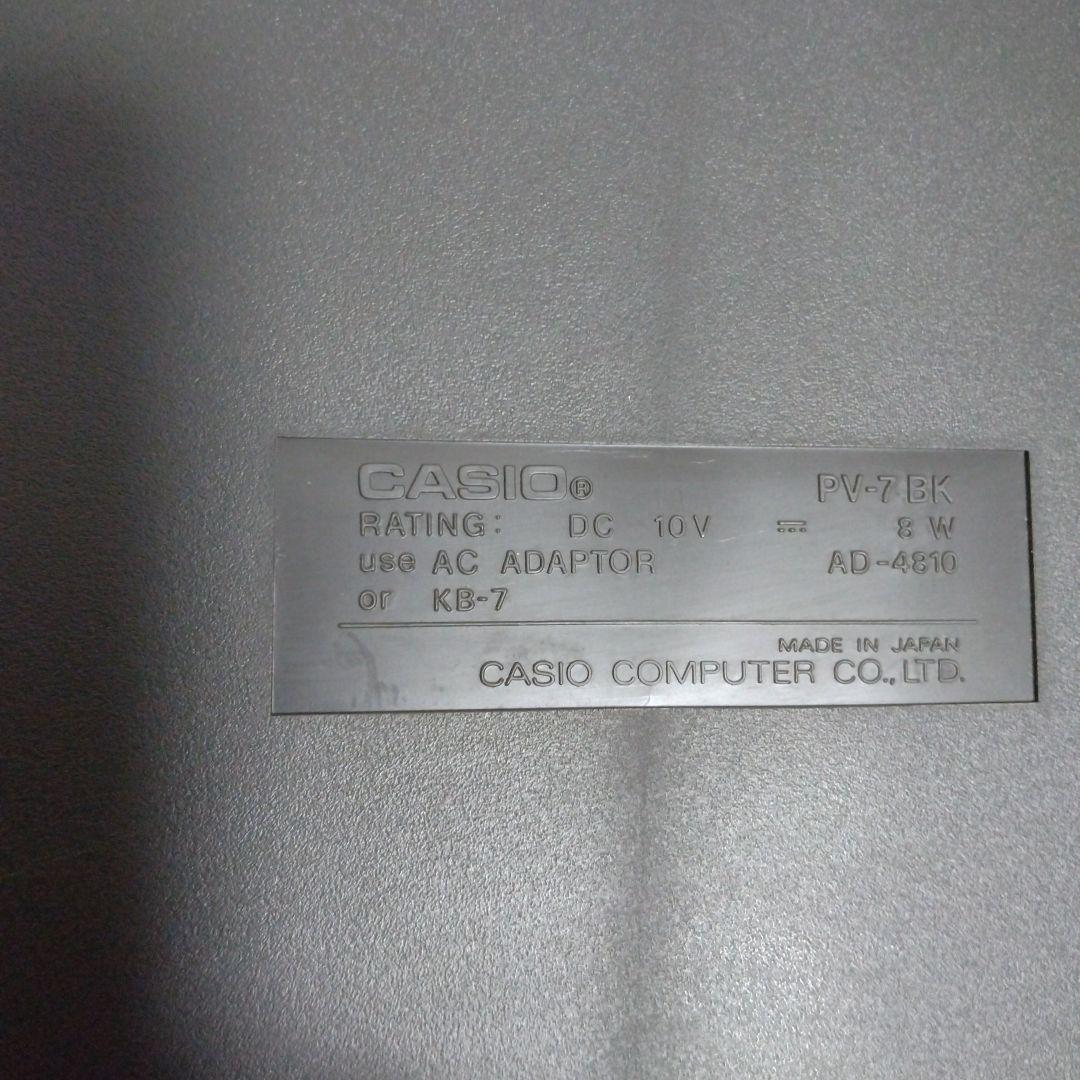 CASIO® PV-7 BK
RATING: DC 10V ⎓ 8 W
use AC ADAPTOR AD-4810
or KB-7
MADE IN JAPAN
CASIO COMPUTER CO., LTD.